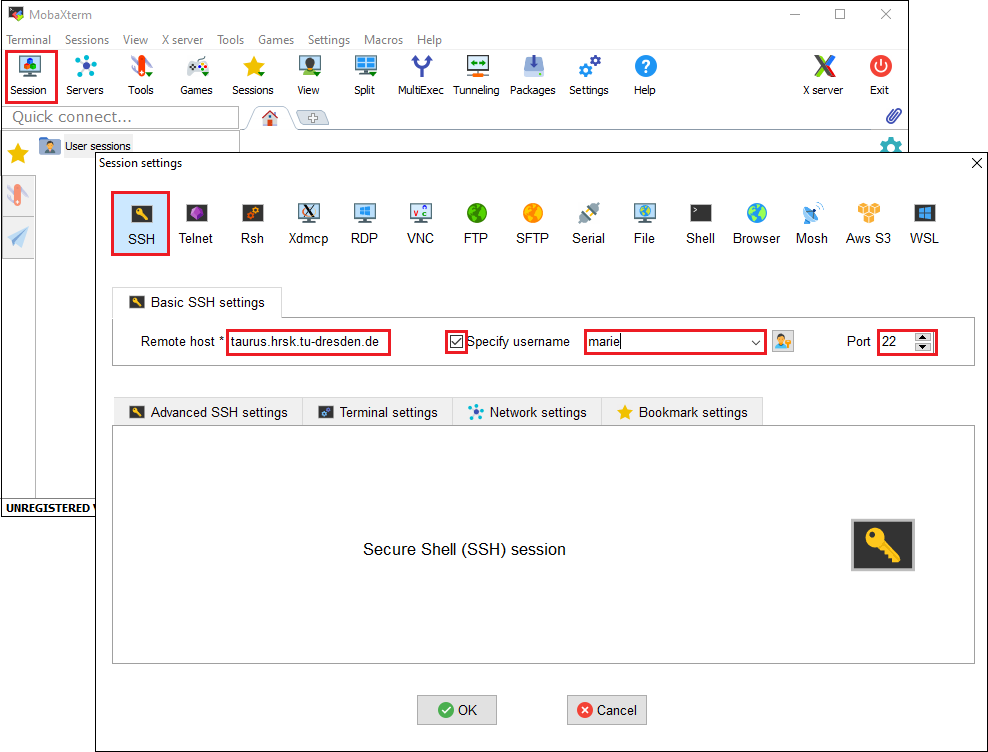 MobaXterm
Terminal Sessions View X server Tools Games Settings Macros Help
Session Servers Tools Games Sessions View Split MultiExec Tunneling Packages Settings Help X server Exit
Quick connect...
User sessions
Session settings
SSH Telnet Rsh Xdmcp RDP VNC FTP SFTP Serial File Shell Browser Mosh Aws S3 WSL
Basic SSH settings
Remote host * taurus.hrsk.tu-dresden.de Specify username marie Port 22
Advanced SSH settings Terminal settings Network settings Bookmark settings
Secure Shell (SSH) session
UNREGISTERED
OK Cancel